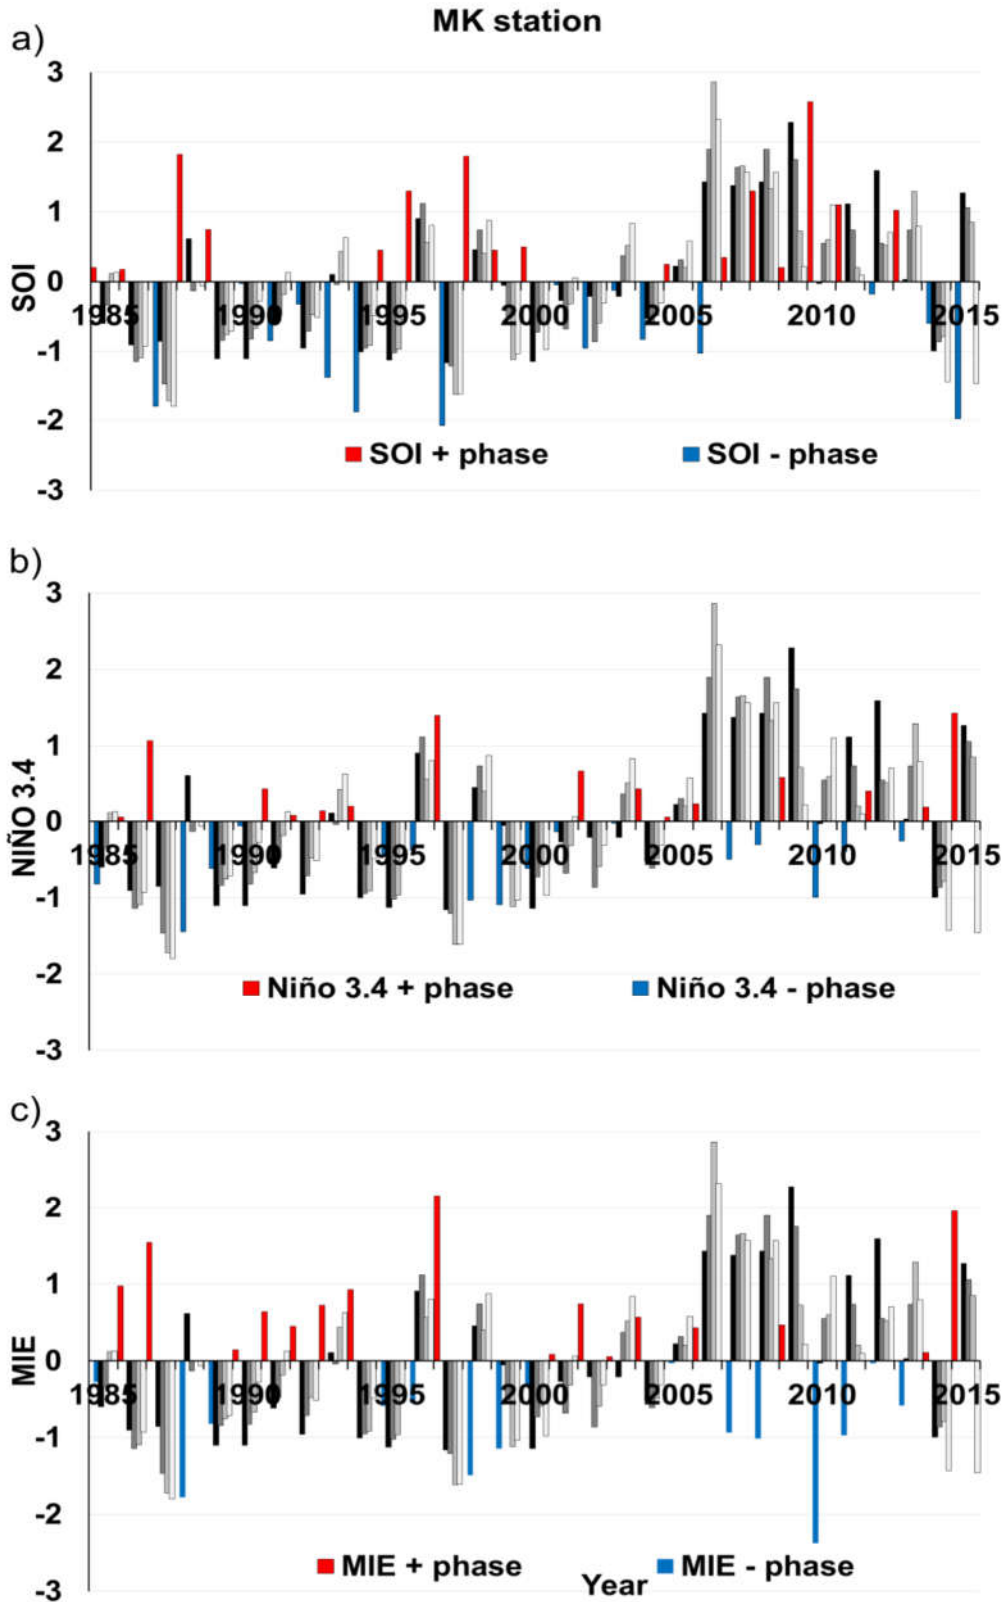 MK station
a)
3
2
1
0
-1
-2
-3
SOI
1985 1990 1995 2000 2005 2010 2015
SOI + phase SOI - phase
b)
3
2
1
0
-1
-2
-3
NIÑO 3.4
1985 1990 1995 2000 2005 2010 2015
Niño 3.4 + phase Niño 3.4 - phase
c)
3
2
1
0
-1
-2
-3
MIE
1985 1990 1995 2000 2005 2010 2015
MIE + phase MIE - phase
Year